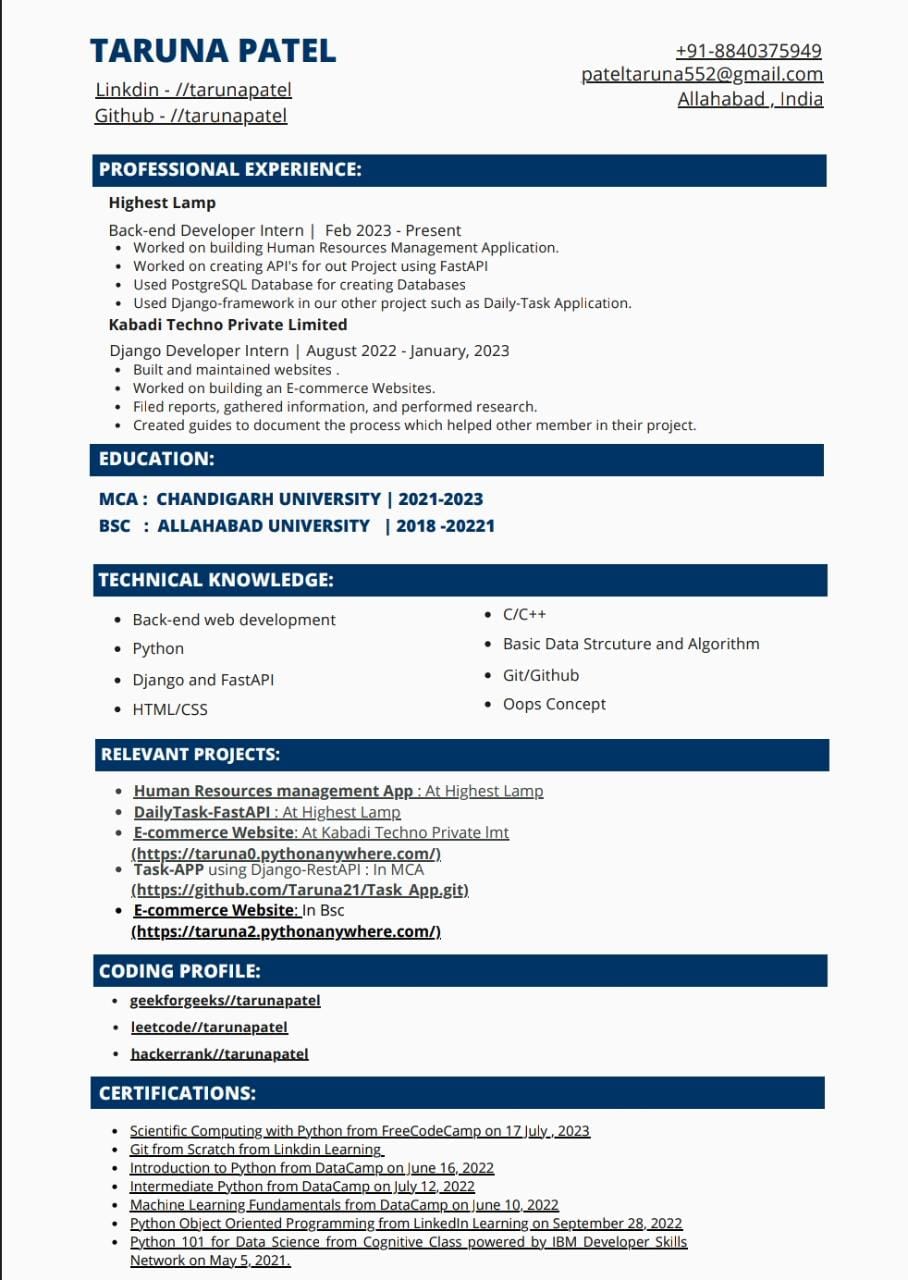 TARUNA PATEL
Linkdin - //tarunapatel
Github - //tarunapatel
+91-8840375949
pateltaruna552@gmail.com
Allahabad , India
PROFESSIONAL EXPERIENCE:
Highest Lamp
Back-end Developer Intern | Feb 2023 - Present
• Worked on building Human Resources Management Application.
• Worked on creating API's for out Project using FastAPI
• Used PostgreSQL Database for creating Databases
• Used Django-framework in our other project such as Daily-Task Application.
Kabadi Techno Private Limited
Django Developer Intern | August 2022 - January, 2023
• Built and maintained websites .
• Worked on building an E-commerce Websites.
• Filed reports, gathered information, and performed research.
• Created guides to document the process which helped other member in their project.
EDUCATION:
MCA : CHANDIGARH UNIVERSITY | 2021-2023
BSC : ALLAHABAD UNIVERSITY | 2018 -20221
TECHNICAL KNOWLEDGE:
• Back-end web development
• Python
• Django and FastAPI
• HTML/CSS
• C/C++
• Basic Data Strcuture and Algorithm
• Git/Github
• Oops Concept
RELEVANT PROJECTS:
• Human Resources management App : At Highest Lamp
• DailyTask-FastAPI : At Highest Lamp
• E-commerce Website: At Kabadi Techno Private lmt
(https://taruna0.pythonanywhere.com/)
• Task-APP using Django-RestAPI : In MCA
(https://github.com/Taruna21/Task_App.git)
• E-commerce Website: In Bsc
(https://taruna2.pythonanywhere.com/)
CODING PROFILE:
• geekforgeeks//tarunapatel
• leetcode//tarunapatel
• hackerrank//tarunapatel
CERTIFICATIONS:
• Scientific Computing with Python from FreeCodeCamp on 17 July , 2023
• Git from Scratch from Linkdin Learning
• Introduction to Python from DataCamp on June 16, 2022
• Intermediate Python from DataCamp on July 12, 2022
• Machine Learning Fundamentals from DataCamp on June 10, 2022
• Python Object Oriented Programming from LinkedIn Learning on September 28, 2022
• Python 101 for Data Science from Cognitive Class powered by IBM Developer Skills
Network on May 5, 2021.